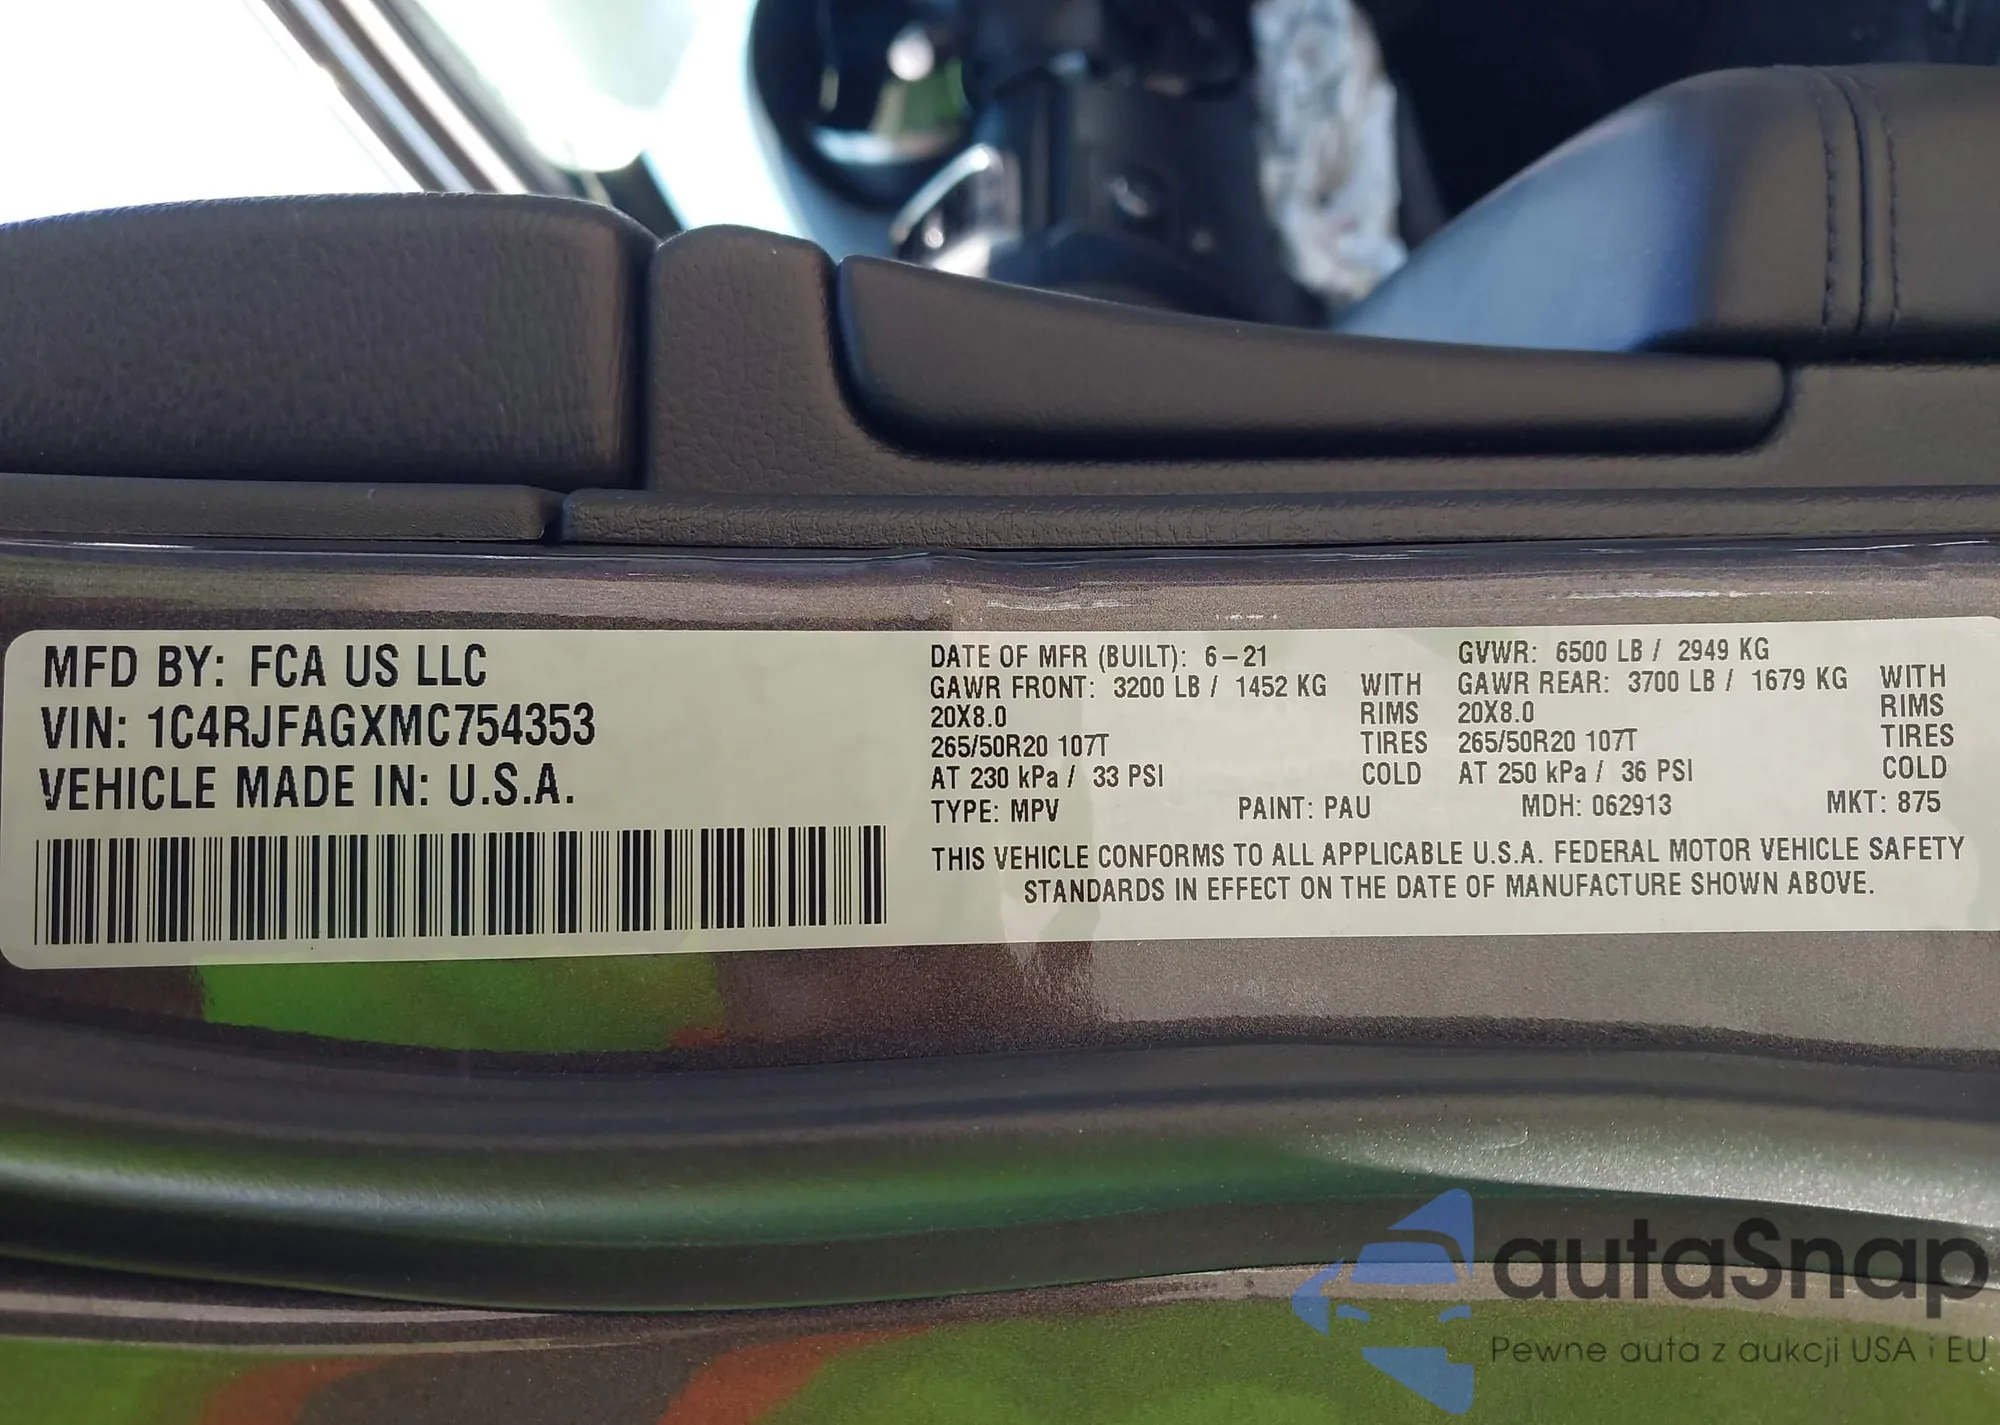 MFD BY: FCA US LLC
VIN: 1C4RJFAGXMC754353
VEHICLE MADE IN: U.S.A.
DATE OF MFR (BUILT): 6-21
GAWR FRONT: 3200 LB / 1452 KG WITH
20X8.0 RIMS
265/50R20 107T TIRES
AT 230 kPa / 33 PSI COLD
GVWR: 6500 LB / 2949 KG
GAWR REAR: 3700 LB / 1679 KG WITH
20X8.0 RIMS
265/50R20 107T TIRES
AT 250 kPa / 36 PSI COLD
TYPE: MPV PAINT: PAU MDH: 062913 MKT: 875
THIS VEHICLE CONFORMS TO ALL APPLICABLE U.S.A. FEDERAL MOTOR VEHICLE SAFETY
STANDARDS IN EFFECT ON THE DATE OF MANUFACTURE SHOWN ABOVE.
autaSnap
Pewne auta z aukcji USA i EU